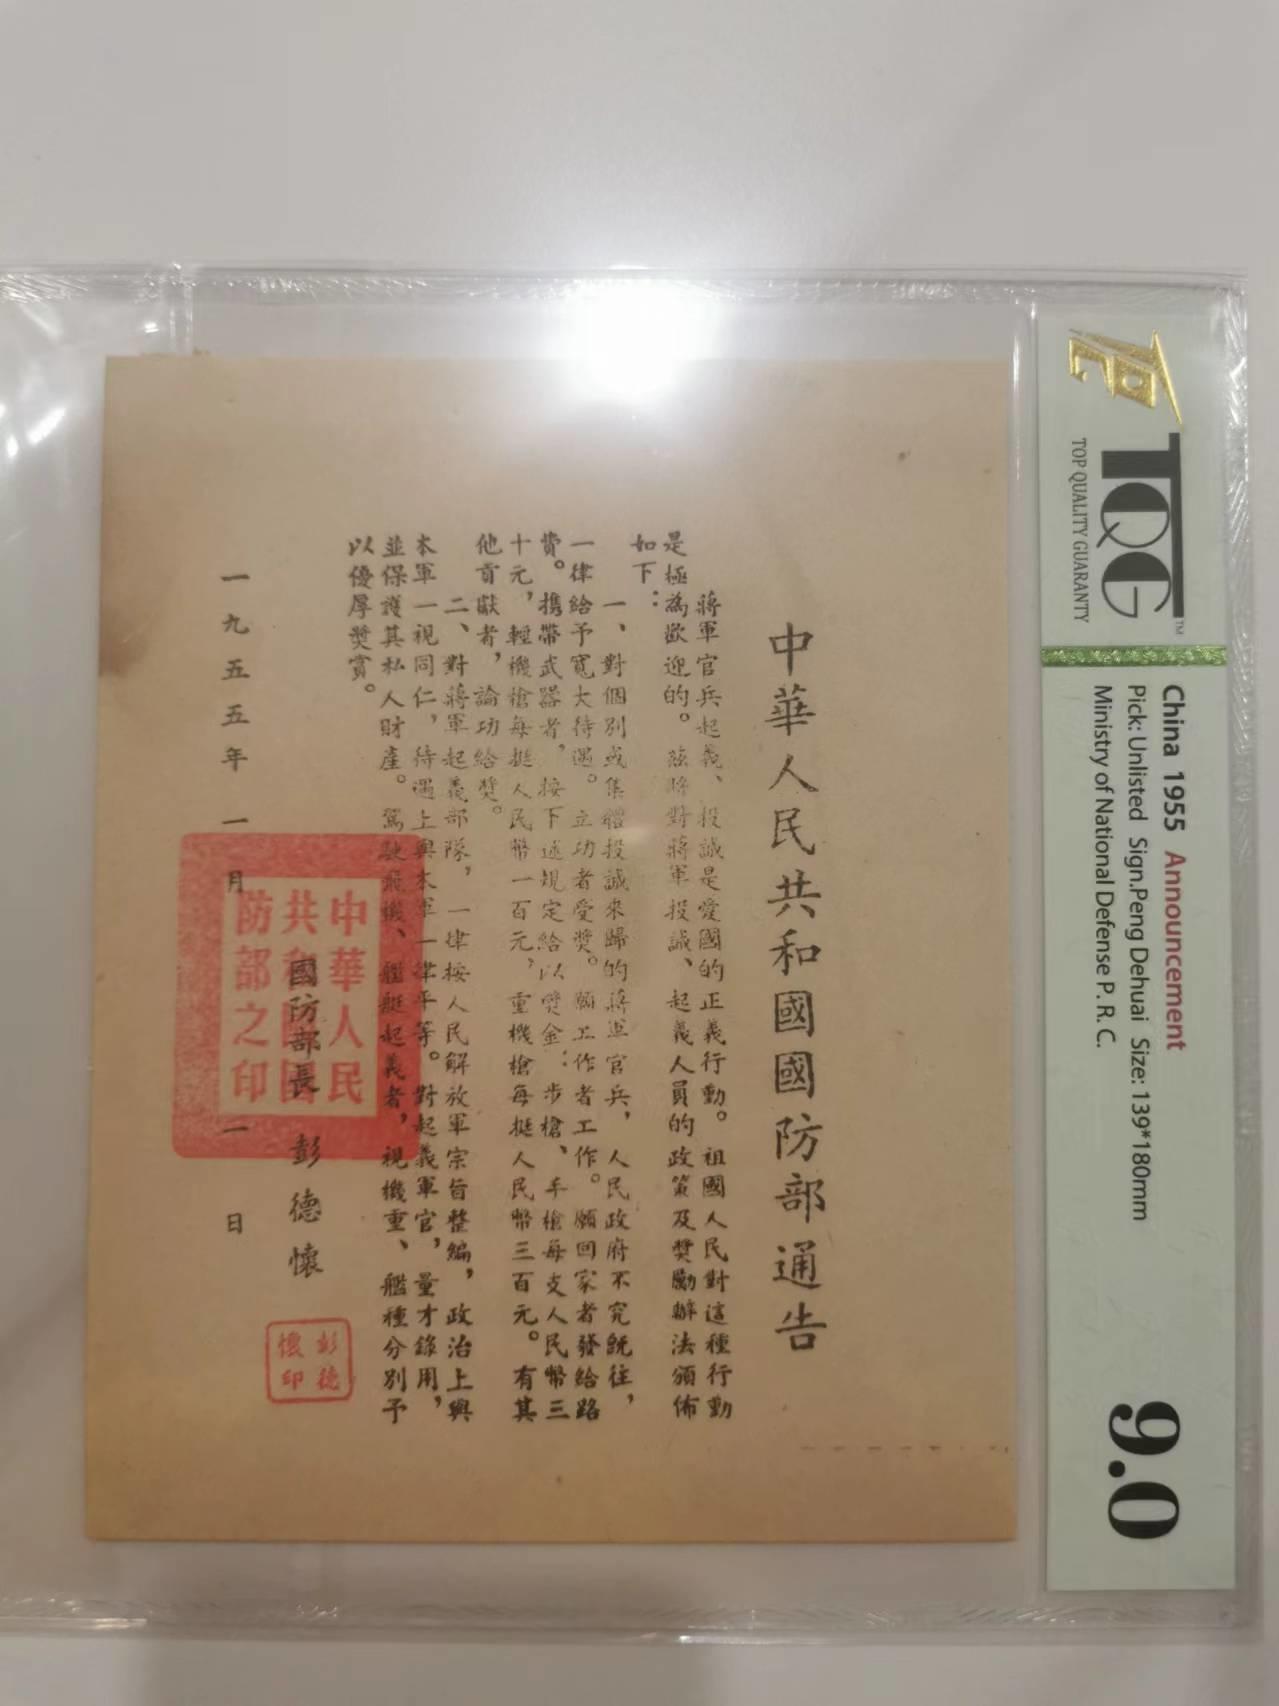 中華人民共和國國防部通告
蔣軍官兵起義、投誠是愛國的正義行動。祖國人民對這種行動
是極為歡迎的。茲將對蔣軍投誠、起義人員的政策及獎勵辦法頒佈
如下：
一、對個別或集體投誠來歸的蔣軍官兵，人民政府不究既往，
一律給予寬大待遇。立功者受獎。願工作者工作。願回家者發給路
費。携帶武器者，按下述規定給以獎金：步槍、手槍每支人民幣三
十元，輕機槍每挺人民幣一百元，重機槍每挺人民幣三百元。有其
他貢獻者，論功給獎。
二、對蔣軍起義部隊，一律按人民解放軍宗旨整編，政治上與
本軍一視同仁，待遇上與本軍一律平等。對起義軍官，量才錄用，
並保護其私人財產。駕駛飛機、艦艇起義者，視機重、艦種分別予
以優厚獎賞。
國防部長 彭德懷
一九五五年一月一日
中華人民
共和國國
防部之印
彭德
懷印
TQG
TOP QUALITY GUARANTY
TM
China 1955 Announcement
Pick: Unlisted Sign.Peng Dehuai Size: 139*180mm
Ministry of National Defense P. R. C.
9.0